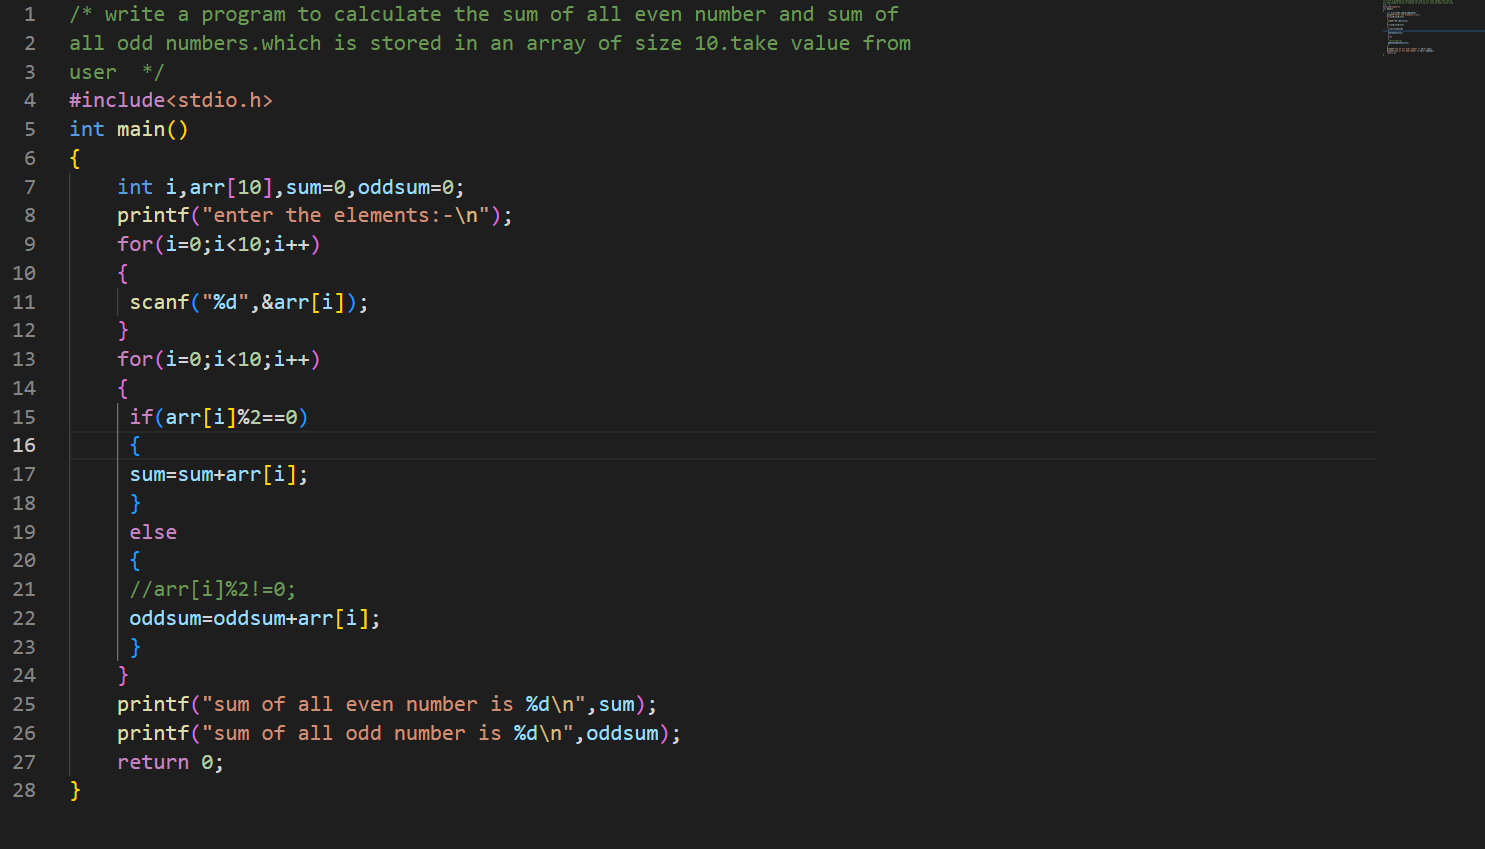 1 /* write a program to calculate the sum of all even number and sum of
2 all odd numbers.which is stored in an array of size 10.take value from
3 user  */
4 #include<stdio.h>
5 int main()
6 {
7     int i,arr[10],sum=0,oddsum=0;
8     printf("enter the elements:-\n");
9     for(i=0;i<10;i++)
10     {
11      scanf("%d",&arr[i]);
12     }
13     for(i=0;i<10;i++)
14     {
15      if(arr[i]%2==0)
16      {
17      sum=sum+arr[i];
18      }
19      else
20      {
21      //arr[i]%2!=0;
22      oddsum=oddsum+arr[i];
23      }
24     }
25     printf("sum of all even number is %d\n",sum);
26     printf("sum of all odd number is %d\n",oddsum);
27     return 0;
28 }